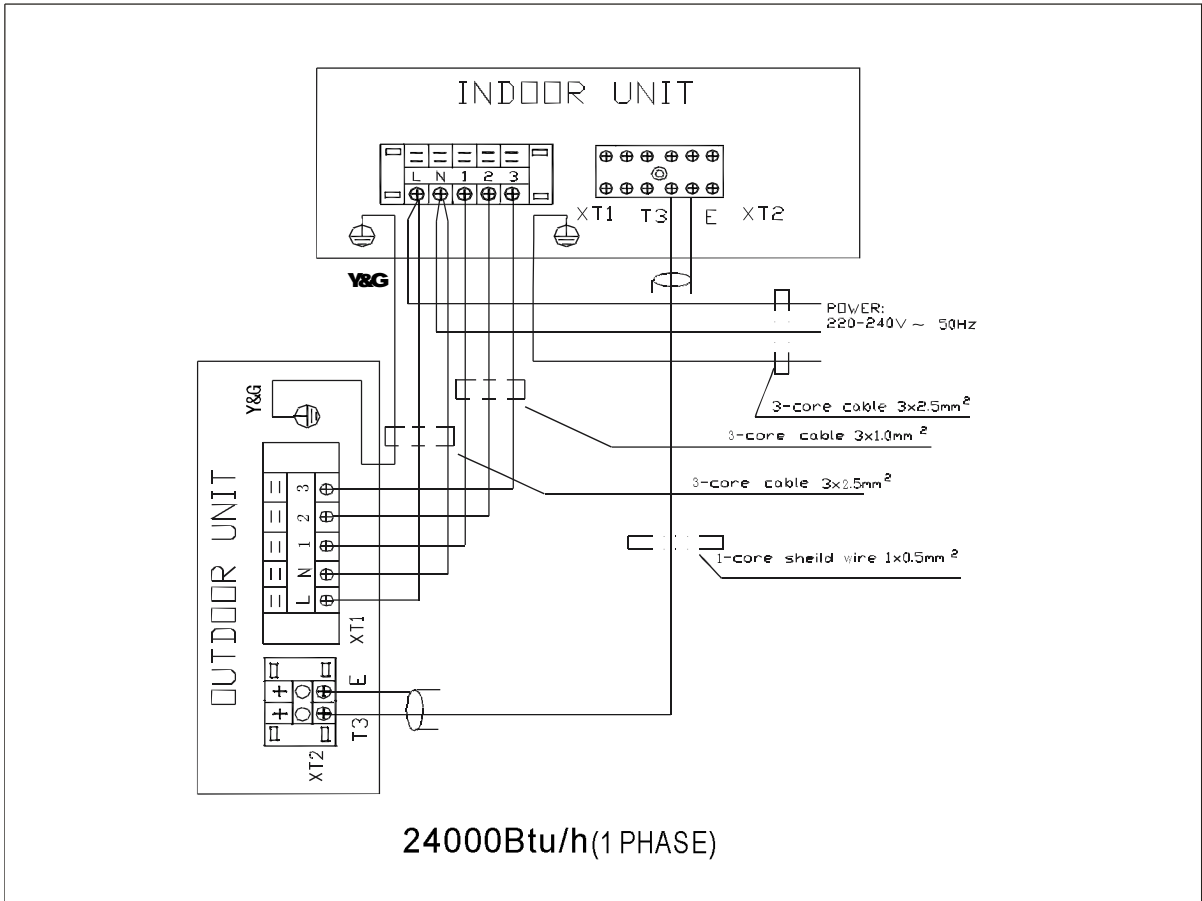 INDOOR UNIT
L N 1 2 3
XT1 T3 E XT2
Y&G
POWER:
220-240V ~ 50Hz
3-core cable 3x2.5mm²
3-core cable 3x1.0mm²
3-core cable 3x2.5mm²
1-core sheild wire 1x0.5mm²
OUTDOOR UNIT
Y&G
3
2
1
N
L
XT1
E
T3
XT2
24000Btu/h(1 PHASE)